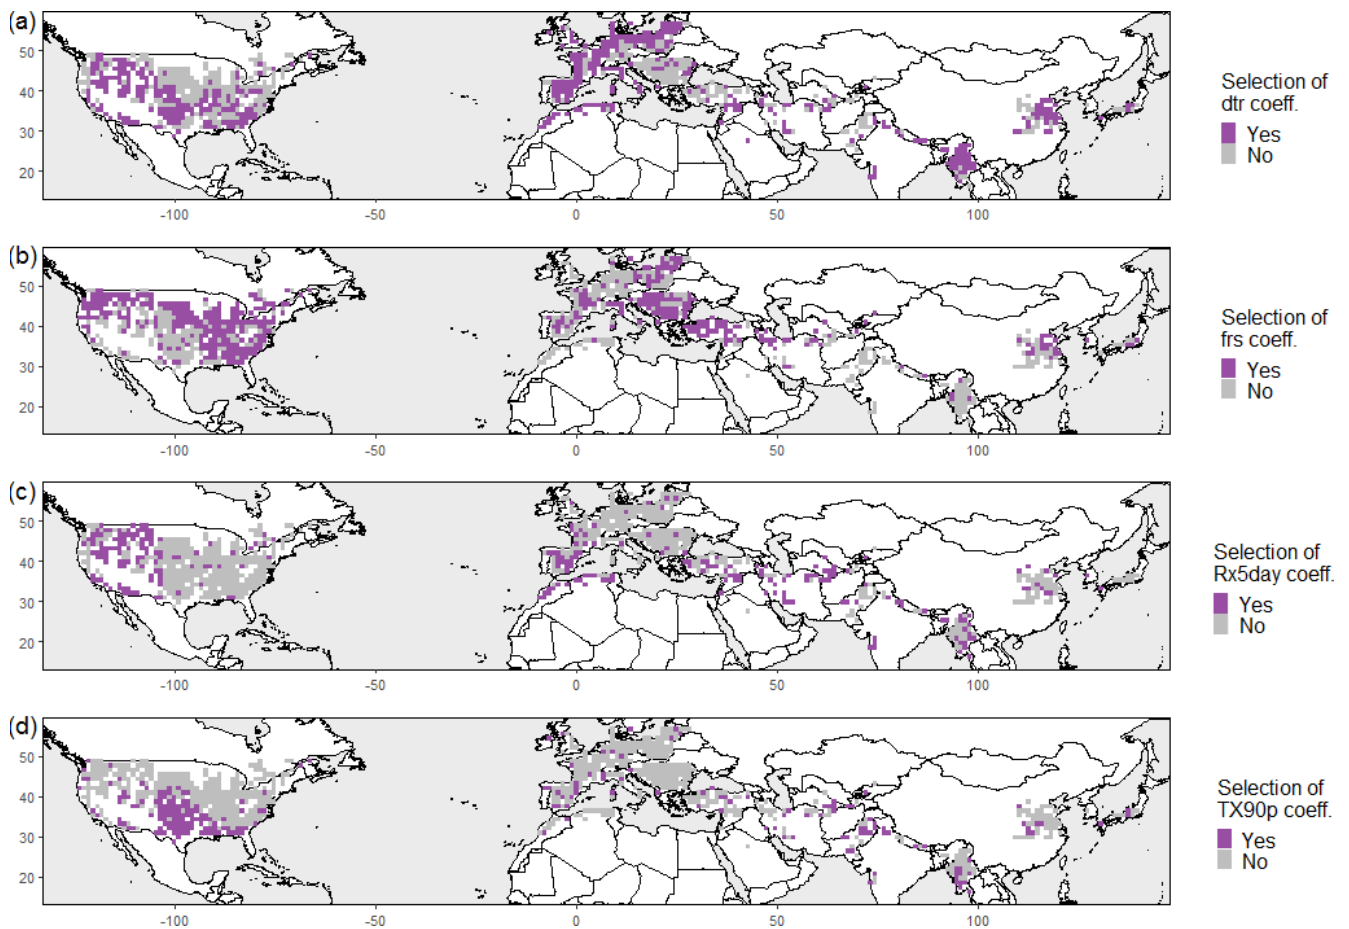 (a)
50
40
30
20
-100
-50
0
50
100
Selection of
dtr coeff.
Yes
No
(b)
50
40
30
20
-100
-50
0
50
100
Selection of
frs coeff.
Yes
No
(c)
50
40
30
20
-100
-50
0
50
100
Selection of
Rx5day coeff.
Yes
No
(d)
50
40
30
20
-100
-50
0
50
100
Selection of
TX90p coeff.
Yes
No